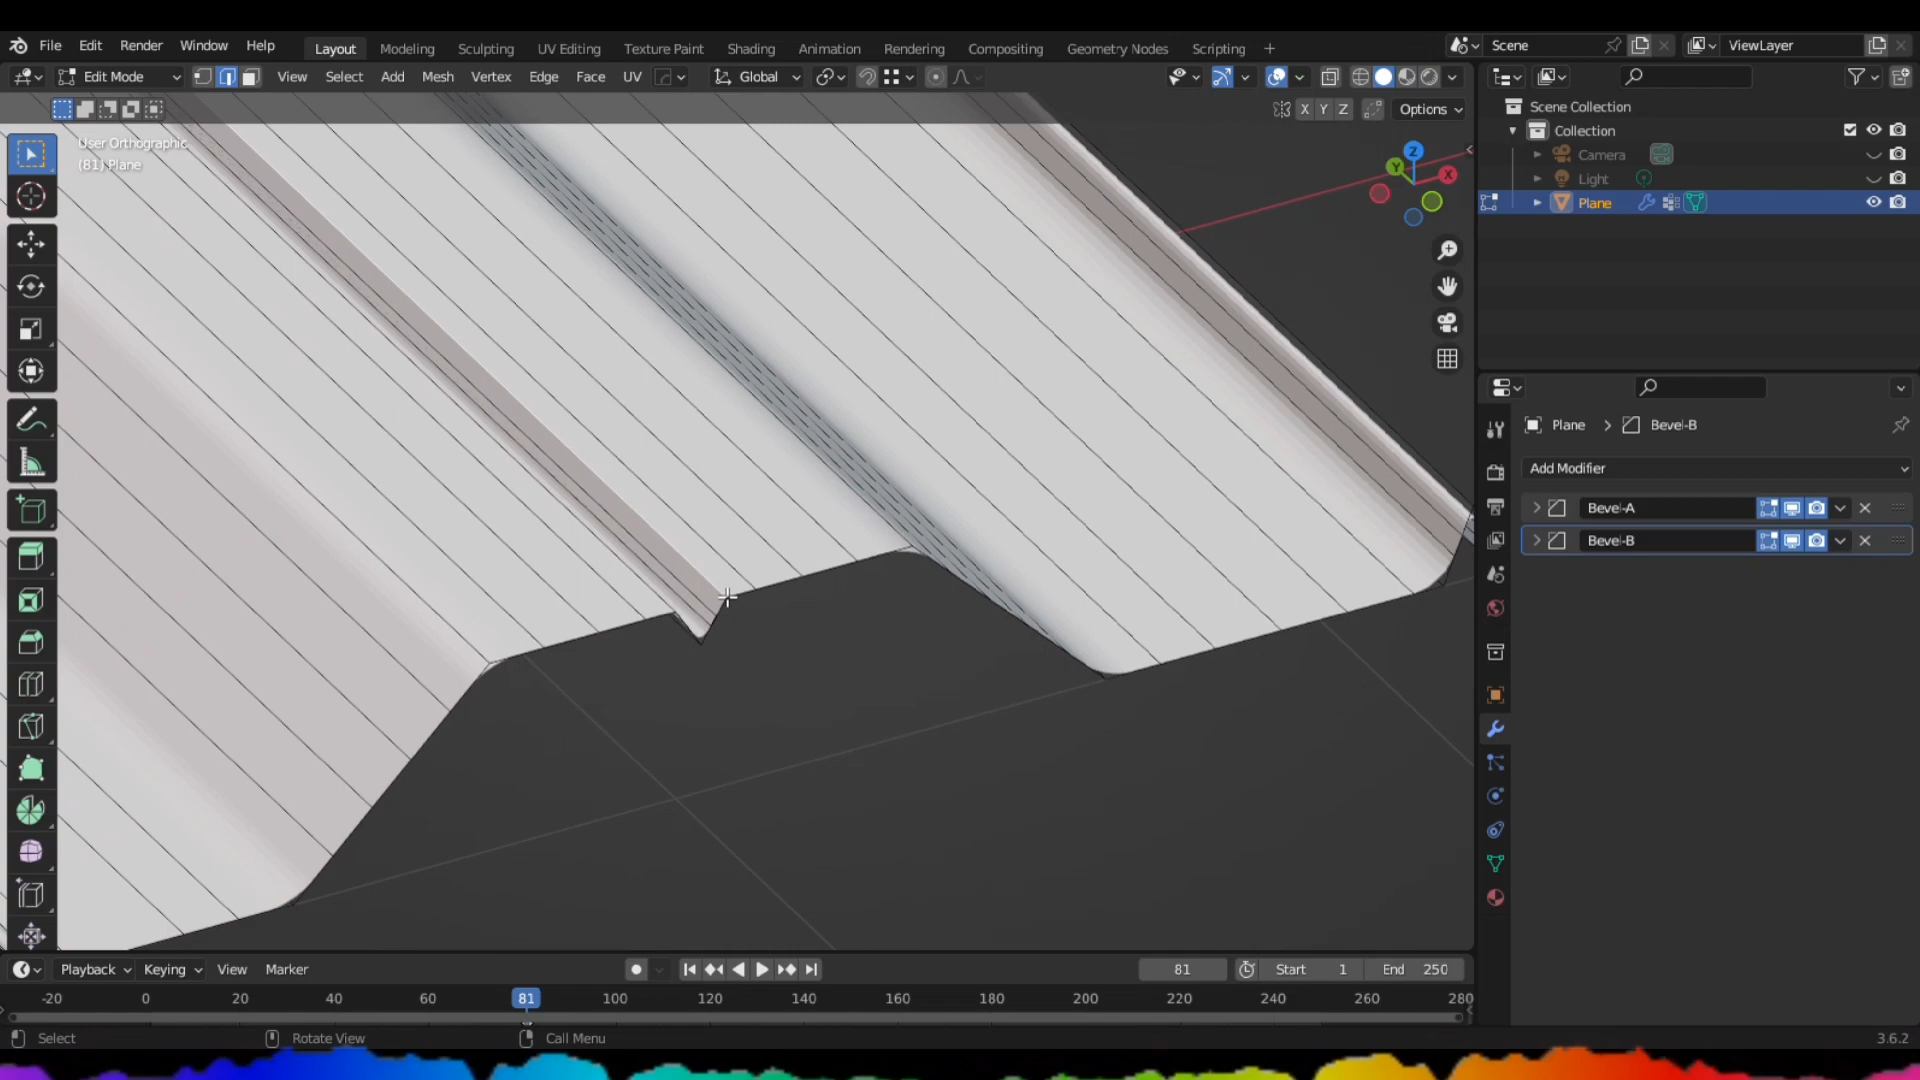 File Edit Render Window Help Layout Modeling Sculpting UV Editing Texture Paint Shading Animation Rendering Compositing Geometry Nodes Scripting + Scene ViewLayer
Edit Mode View Select Add Mesh Vertex Edge Face UV Global
X Y Z Options
User Orthographic
(81) Plane
Z
Y
X
Scene Collection
Collection
Camera
Light
Plane
Plane > Bevel-B
Add Modifier
Bevel-A
Bevel-B
Playback Keying View Marker 81 Start 1 End 250
-20 0 20 40 60 81 100 120 140 160 180 200 220 240 260 280
Select Rotate View Call Menu 3.6.2